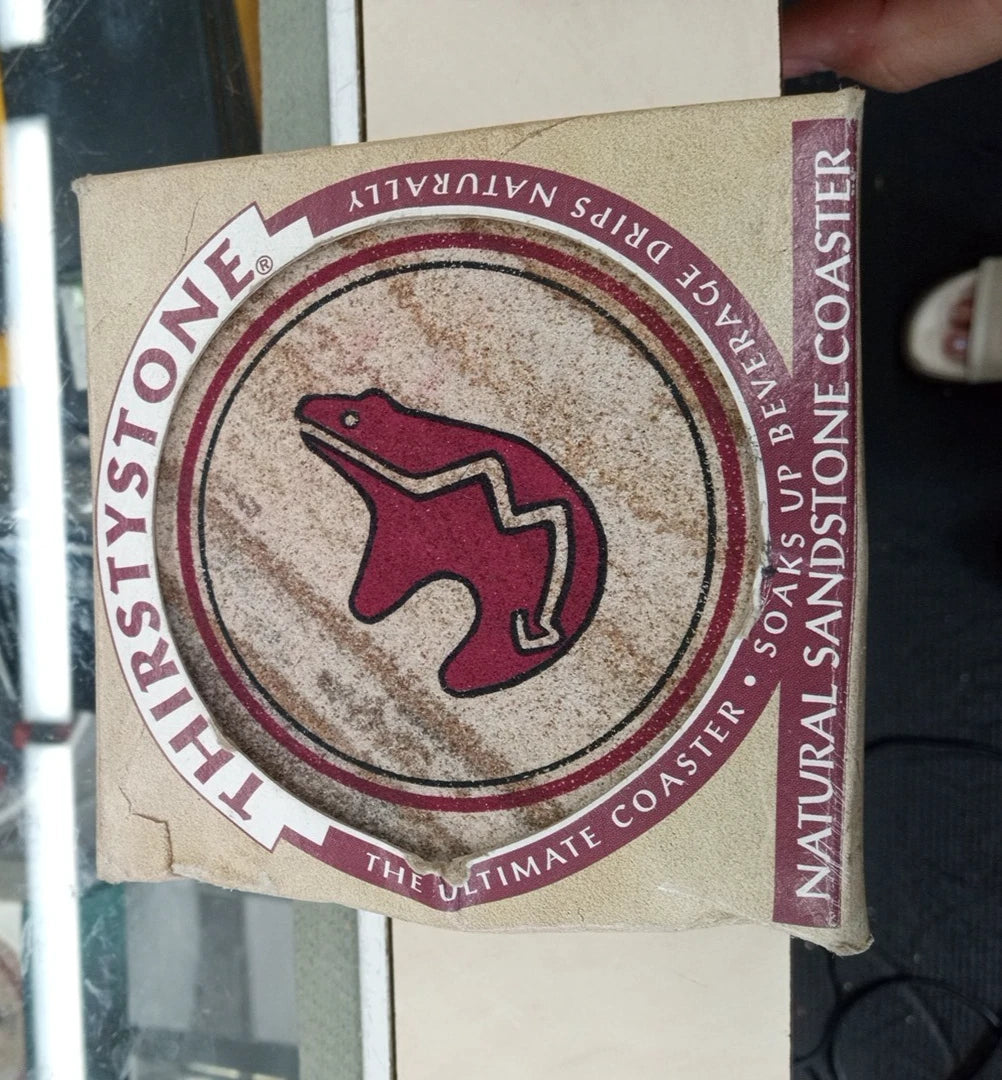 THIRSTYSTONE®
THE ULTIMATE COASTER • SOAKS UP BEVERAGE DRIPS NATURALLY
NATURAL SANDSTONE COASTER